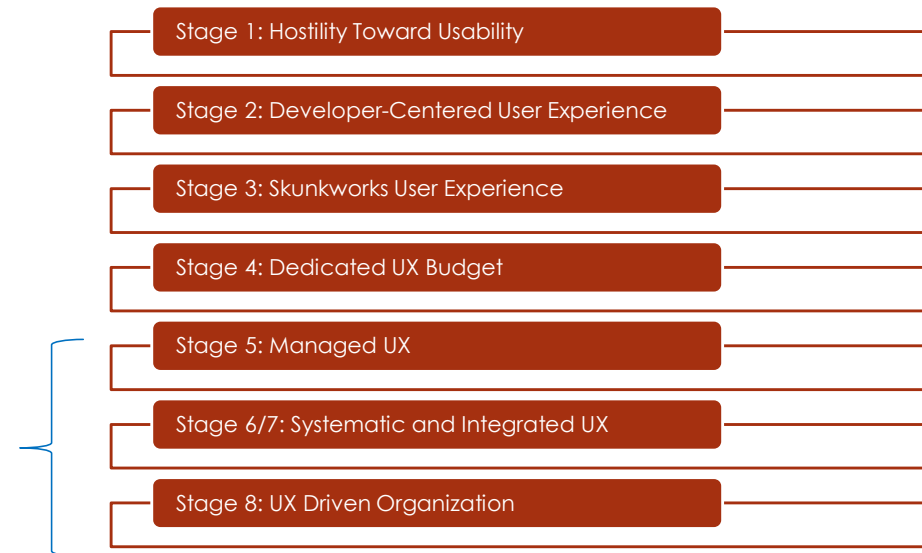 Stage 1: Hostility Toward Usability
Stage 2: Developer-Centered User Experience
Stage 3: Skunkworks User Experience
Stage 4: Dedicated UX Budget
Stage 5: Managed UX
Stage 6/7: Systematic and Integrated UX
Stage 8: UX Driven Organization